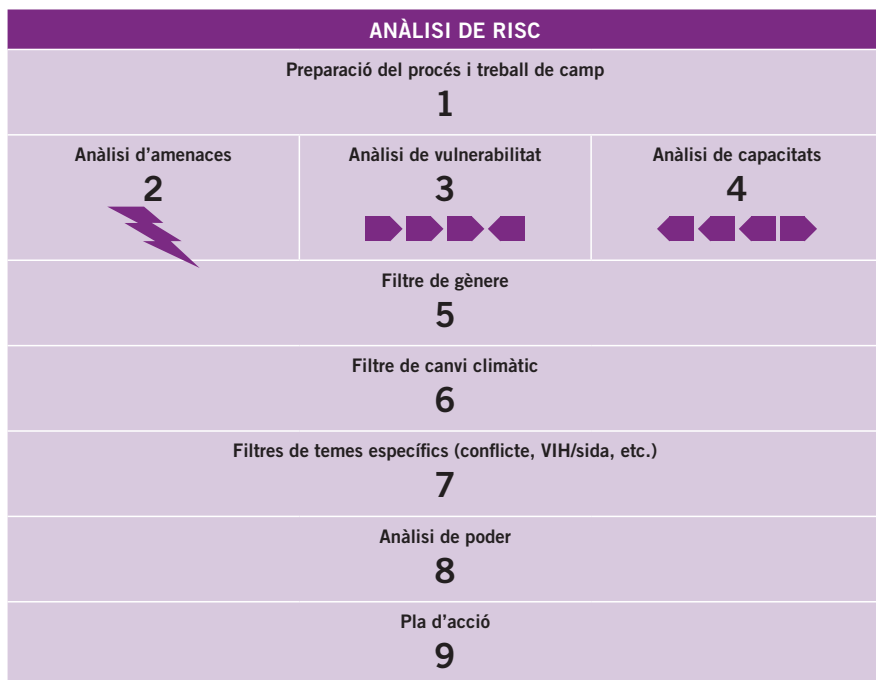 ANÀLISI DE RISC
Preparació del procés i treball de camp
1
Anàlisi d'amenaces
2
Anàlisi de vulnerabilitat
3
Anàlisi de capacitats
4
Filtre de gènere
5
Filtre de canvi climàtic
6
Filtres de temes específics (conflicte, VIH/sida, etc.)
7
Anàlisi de poder
8
Pla d'acció
9